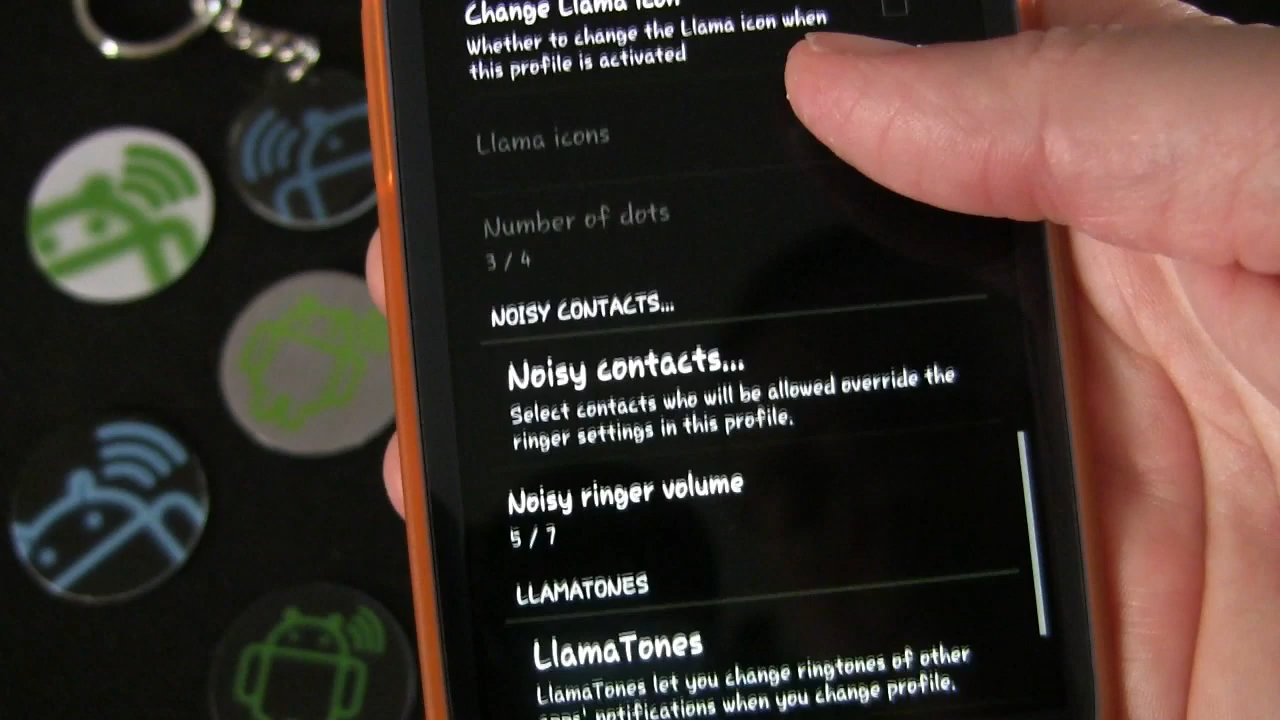 Change Llama icon
Whether to change the Llama icon when
this profile is activated
Llama icons
Number of dots
3 / 4
NOISY CONTACTS...
Noisy contacts...
Select contacts who will be allowed override the
ringer settings in this profile.
Noisy ringer volume
5 / 7
LLAMATONES
LlamaTones
LlamaTones let you change ringtones of other
apps' notifications when you change profile.